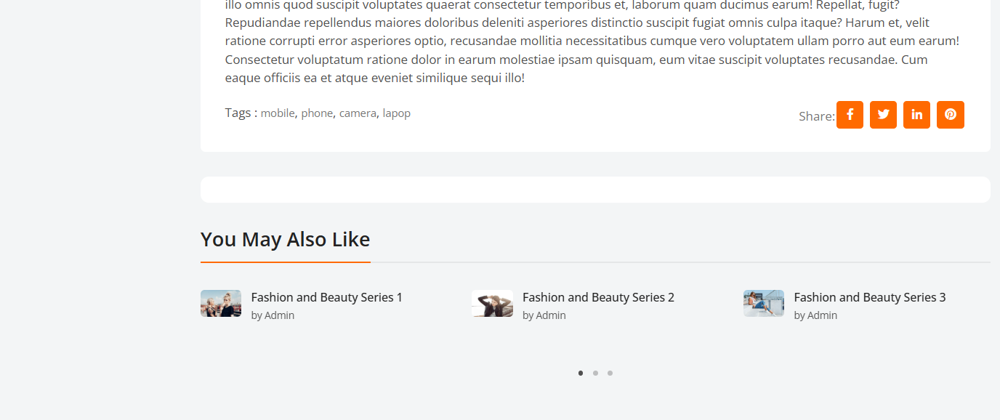 illo omnis quod suscipit voluptates quaerat consectetur temporibus et, laborum quam ducimus earum! Repellat, fugit?
Repudiandae repellendus maiores doloribus deleniti asperiores distinctio suscipit fugiat omnis culpa itaque? Harum et, velit
ratione corrupti error asperiores optio, recusandae mollitia necessitatibus cumque vero voluptatem ullam porro aut eum earum!
Consectetur voluptatum ratione dolor in earum molestiae ipsam quisquam, eum vitae suscipit voluptates recusandae. Cum
eaque officiis ea et atque eveniet similique sequi illo!
Tags : mobile, phone, camera, lapop
Share:
You May Also Like
Fashion and Beauty Series 1
by Admin
Fashion and Beauty Series 2
by Admin
Fashion and Beauty Series 3
by Admin